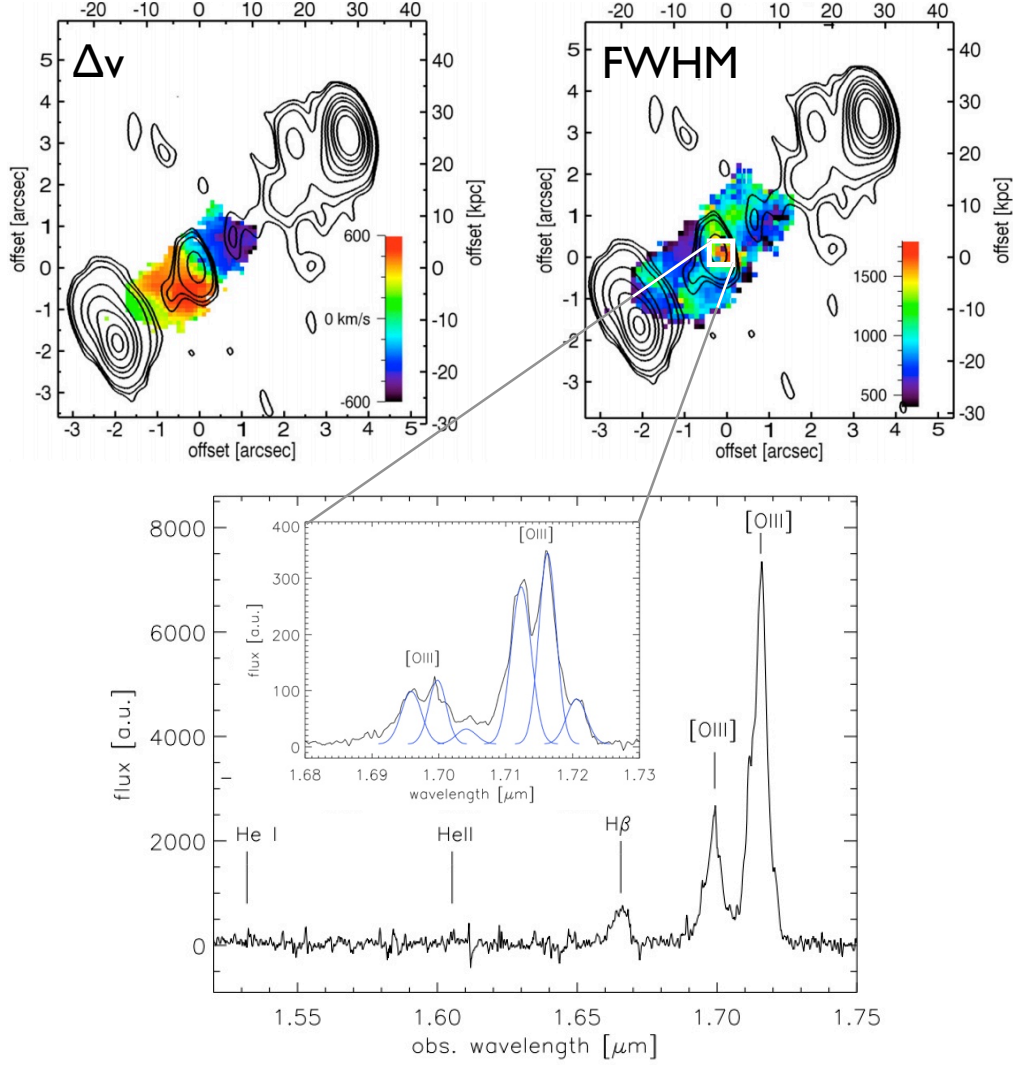 -20 -10 0 10 20 30 40
Δv
5
4
3
2
1
0
-1
-2
-3
offset [arcsec]
40
30
20
10
0
-10
-20
-30
offset [kpc]
600
0 km/s
-600
-3 -2 -1 0 1 2 3 4 5
offset [arcsec]
-20 -10 0 10 20 30 40
FWHM
5
4
3
2
1
0
-1
-2
-3
offset [arcsec]
40
30
20
10
0
-10
-20
-30
offset [kpc]
1500
1000
500
-3 -2 -1 0 1 2 3 4 5
offset [arcsec]
8000
6000
4000
2000
0
flux [a.u.]
[OIII]
[OIII]
Hβ
HeII
He I
1.55 1.60 1.65 1.70 1.75
obs. wavelength [μm]
400
300
200
100
0
flux [a.u.]
[OIII]
[OIII]
1.68 1.69 1.70 1.71 1.72 1.73
wavelength [μm]